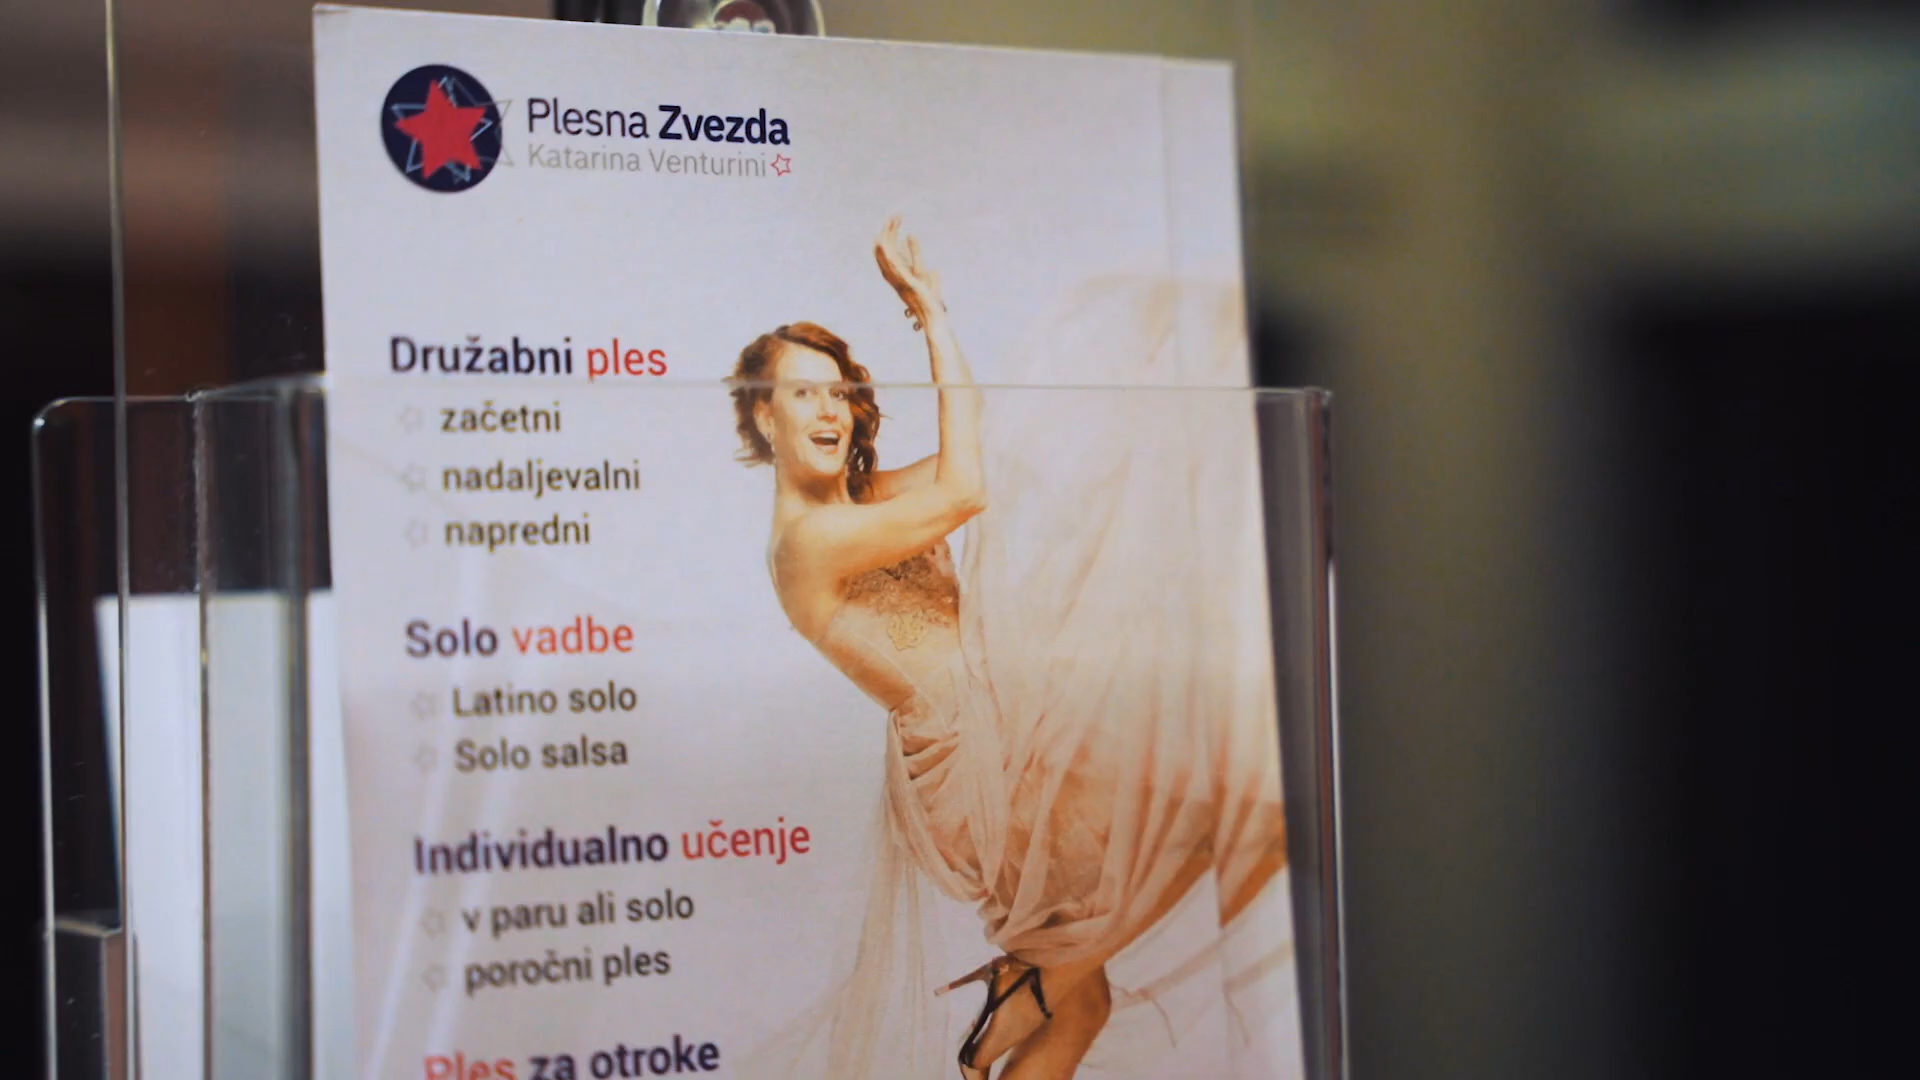 Plesna Zvezda
Katarina Venturini
Družabni ples
začetni
nadaljevalni
napredni
Solo vadbe
Latino solo
Solo salsa
Individualno učenje
v paru ali solo
poročni ples
Ples za otroke